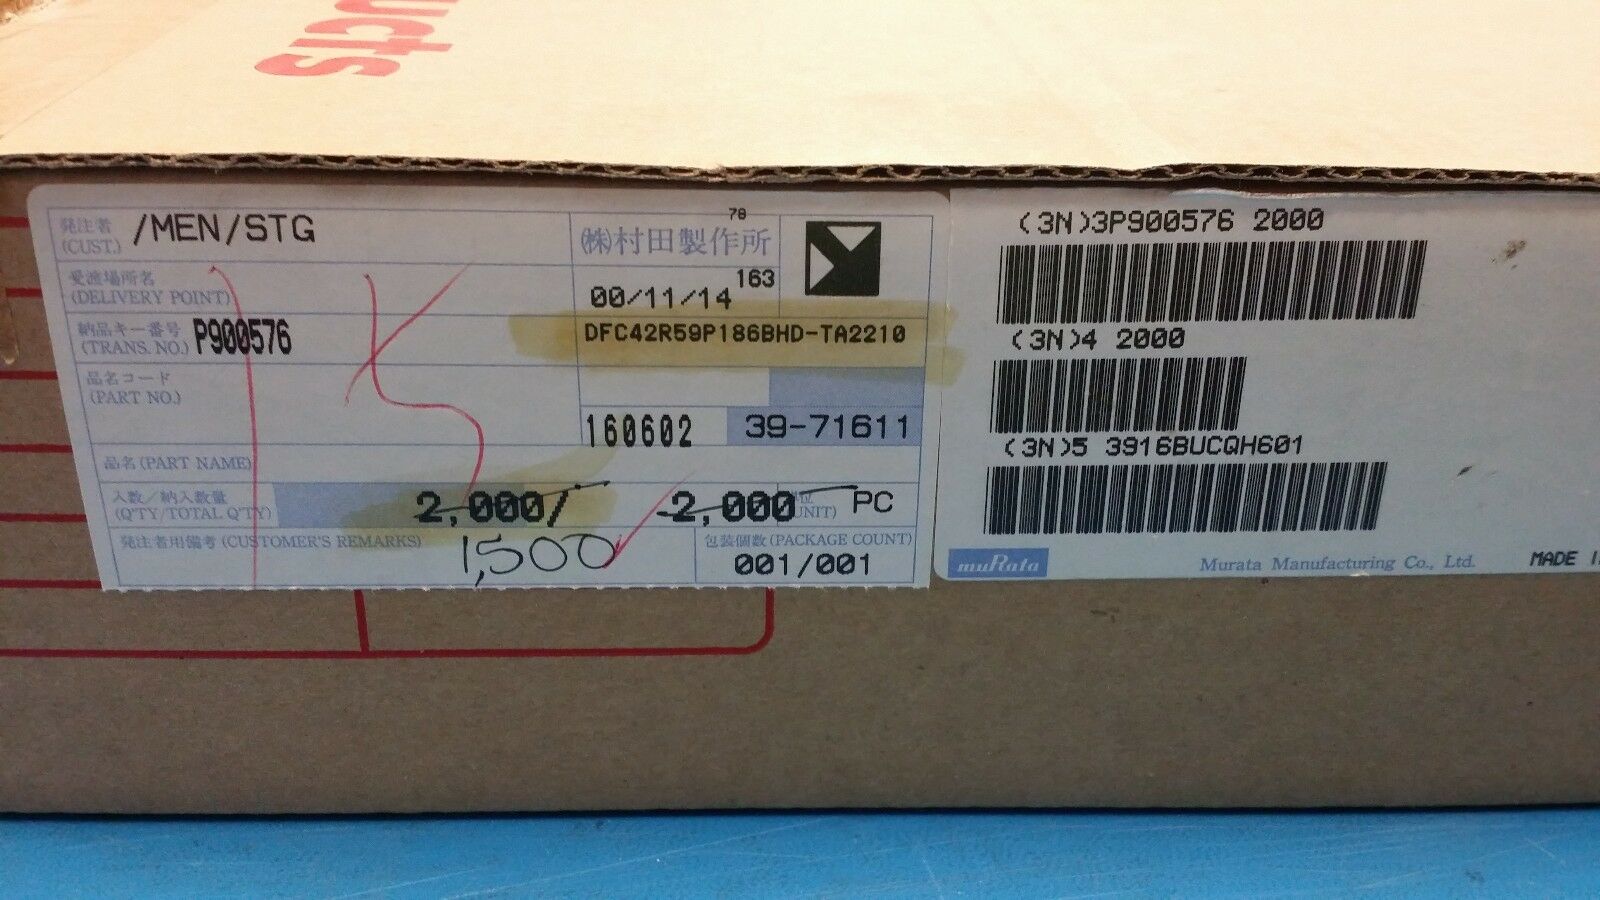 ucts
発注者 (CUST.) /MEN/STG
78
(株)村田製作所
受渡場所名 (DELIVERY POINT)
00/11/14 163
納品キー番号 (TRANS. NO.) P900576
DFC42R59P186BHD-TA2210
品名コード (PART NO.)
160602 39-71611
品名 (PART NAME)
入数/納入数量 (Q'TY/TOTAL Q'TY) 2,000/ 2,000 単位 (UNIT) PC
発注者用備考 (CUSTOMER'S REMARKS) 1,500
包装個数 (PACKAGE COUNT)
001/001
(3N)3P900576 2000
(3N)4 2000
(3N)5 3916BUCQH601
muRata Murata Manufacturing Co., Ltd. MADE